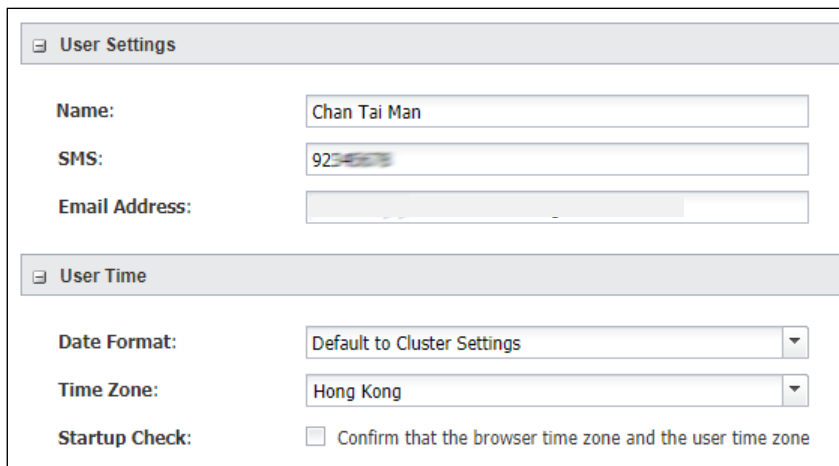 User Settings
Name: Chan Tai Man
SMS:
Email Address:
User Time
Date Format: Default to Cluster Settings
Time Zone: Hong Kong
Startup Check: Confirm that the browser time zone and the user time zone